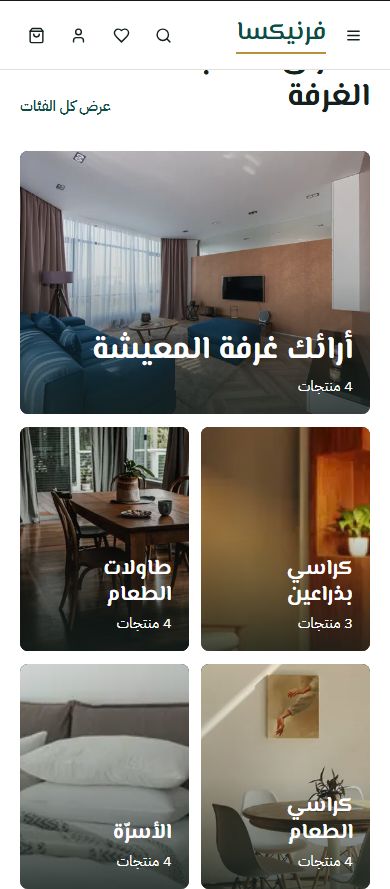 فرنيكسا
الغرفة
عرض كل الفئات
أرائك غرفة المعيشة
4 منتجات
كراسي
بذراعين
3 منتجات
طاولات
الطعام
4 منتجات
كراسي
الطعام
4 منتجات
الأسرّة
4 منتجات